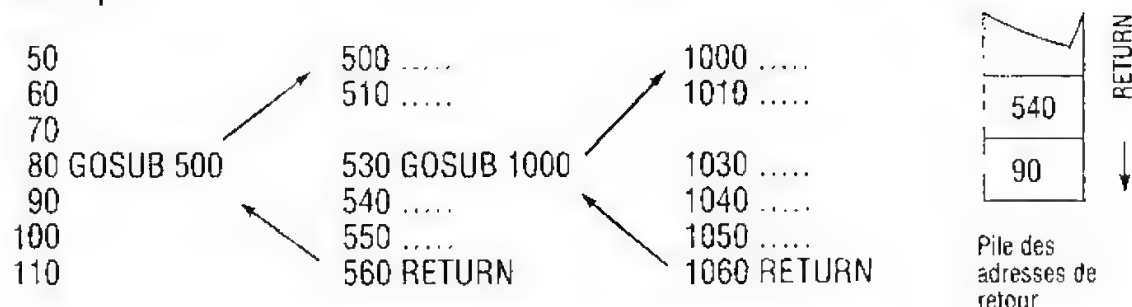 50
60
70
80 GOSUB 500
90
100
110
500 .....
510 .....
530 GOSUB 1000
540 .....
550 .....
560 RETURN
1000 .....
1010 .....
1030 .....
1040 .....
1050 .....
1060 RETURN
540
90
RETURN
Pile des
adresses de
retour